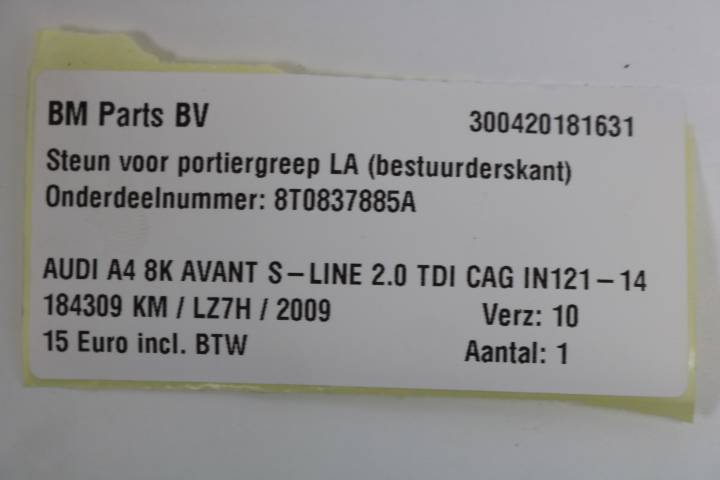 BM Parts BV 300420181631
Steun voor portiergreep LA (bestuurderskant)
Onderdeelnummer: 8T0837885A
AUDI A4 8K AVANT S-LINE 2.0 TDI CAG IN121-14
184309 KM / LZ7H / 2009 Verz: 10
15 Euro incl. BTW Aantal: 1